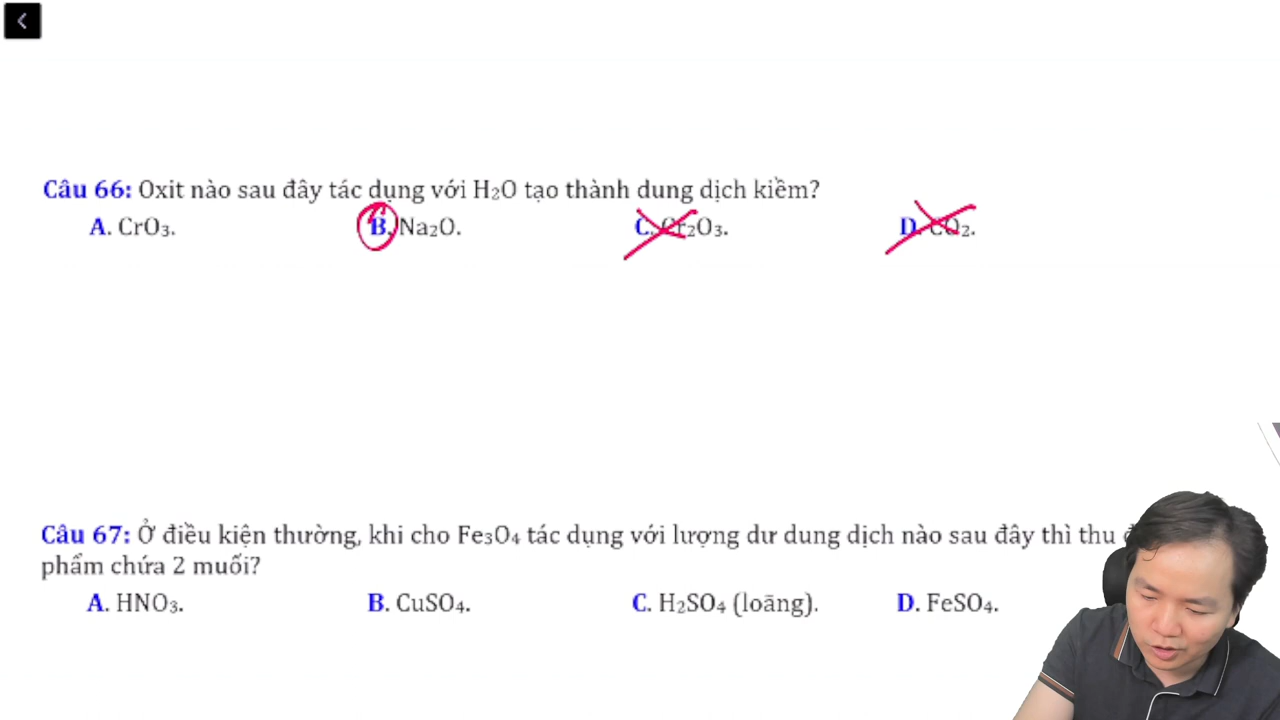 Câu 66: Oxit nào sau đây tác dụng với H₂O tạo thành dung dịch kiềm?
A. CrO₃. B. Na₂O. C. Cr₂O₃. D. CO₂.
Câu 67: Ở điều kiện thường, khi cho Fe₃O₄ tác dụng với lượng dư dung dịch nào sau đây thì thu
phẩm chứa 2 muối?
A. HNO₃. B. CuSO₄. C. H₂SO₄ (loãng). D. FeSO₄.